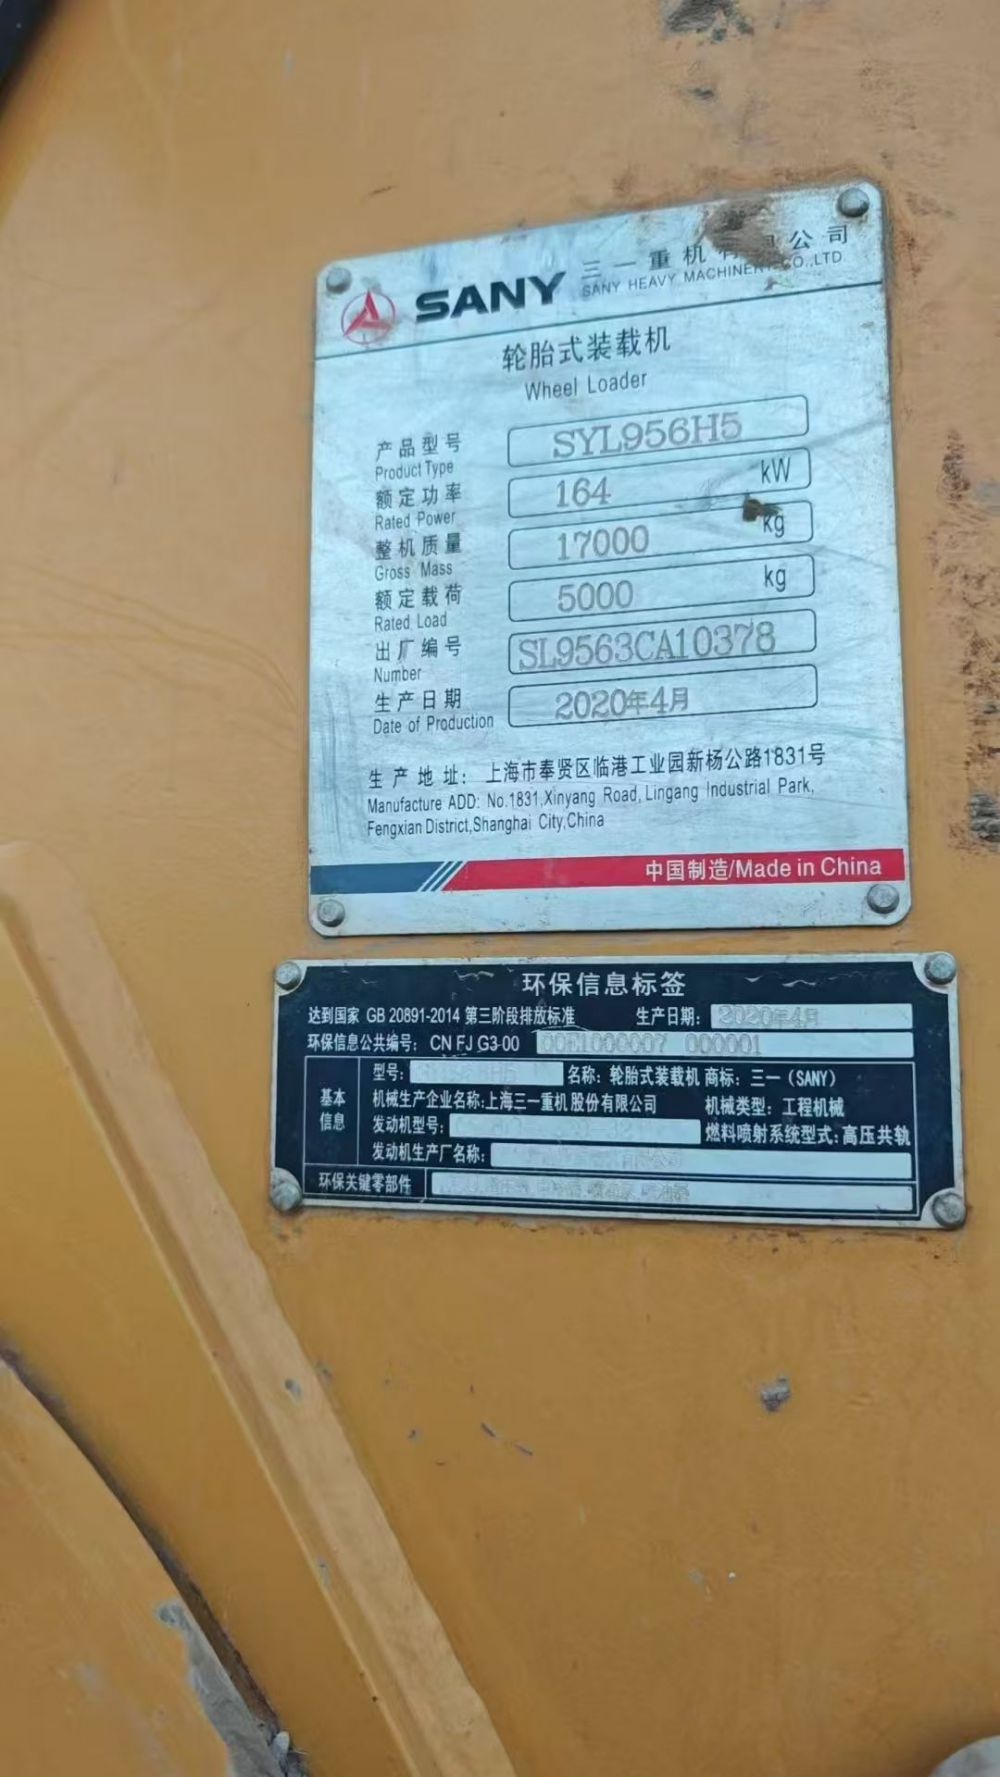 SANY 三一重机有限公司
SANY HEAVY MACHINERY CO.,LTD
轮胎式装载机
Wheel Loader
产品型号 SYL956H5
Product Type
额定功率 164 kW
Rated Power
整机质量 17000 kg
Gross Mass
额定载荷 5000 kg
Rated Load
出厂编号 SL9563CA10378
Number
生产日期 2020年4月
Date of Production
生产地址: 上海市奉贤区临港工业园新杨公路1831号
Manufacture ADD: No.1831,Xinyang Road, Lingang Industrial Park,
Fengxian District,Shanghai City,China
中国制造/Made in China
环保信息标签
达到国家 GB 20891-2014 第三阶段排放标准 生产日期: 2020年4月
环保信息公共编号: CN FJ G3 00 000001
型号: 名称: 轮胎式装载机 商标: 三一 (SANY)
基本信息 机械生产企业名称:上海三一重机股份有限公司 机械类型: 工程机械
发动机型号: 燃料喷射系统型式: 高压共轨
发动机生产厂名称:
环保关键零部件